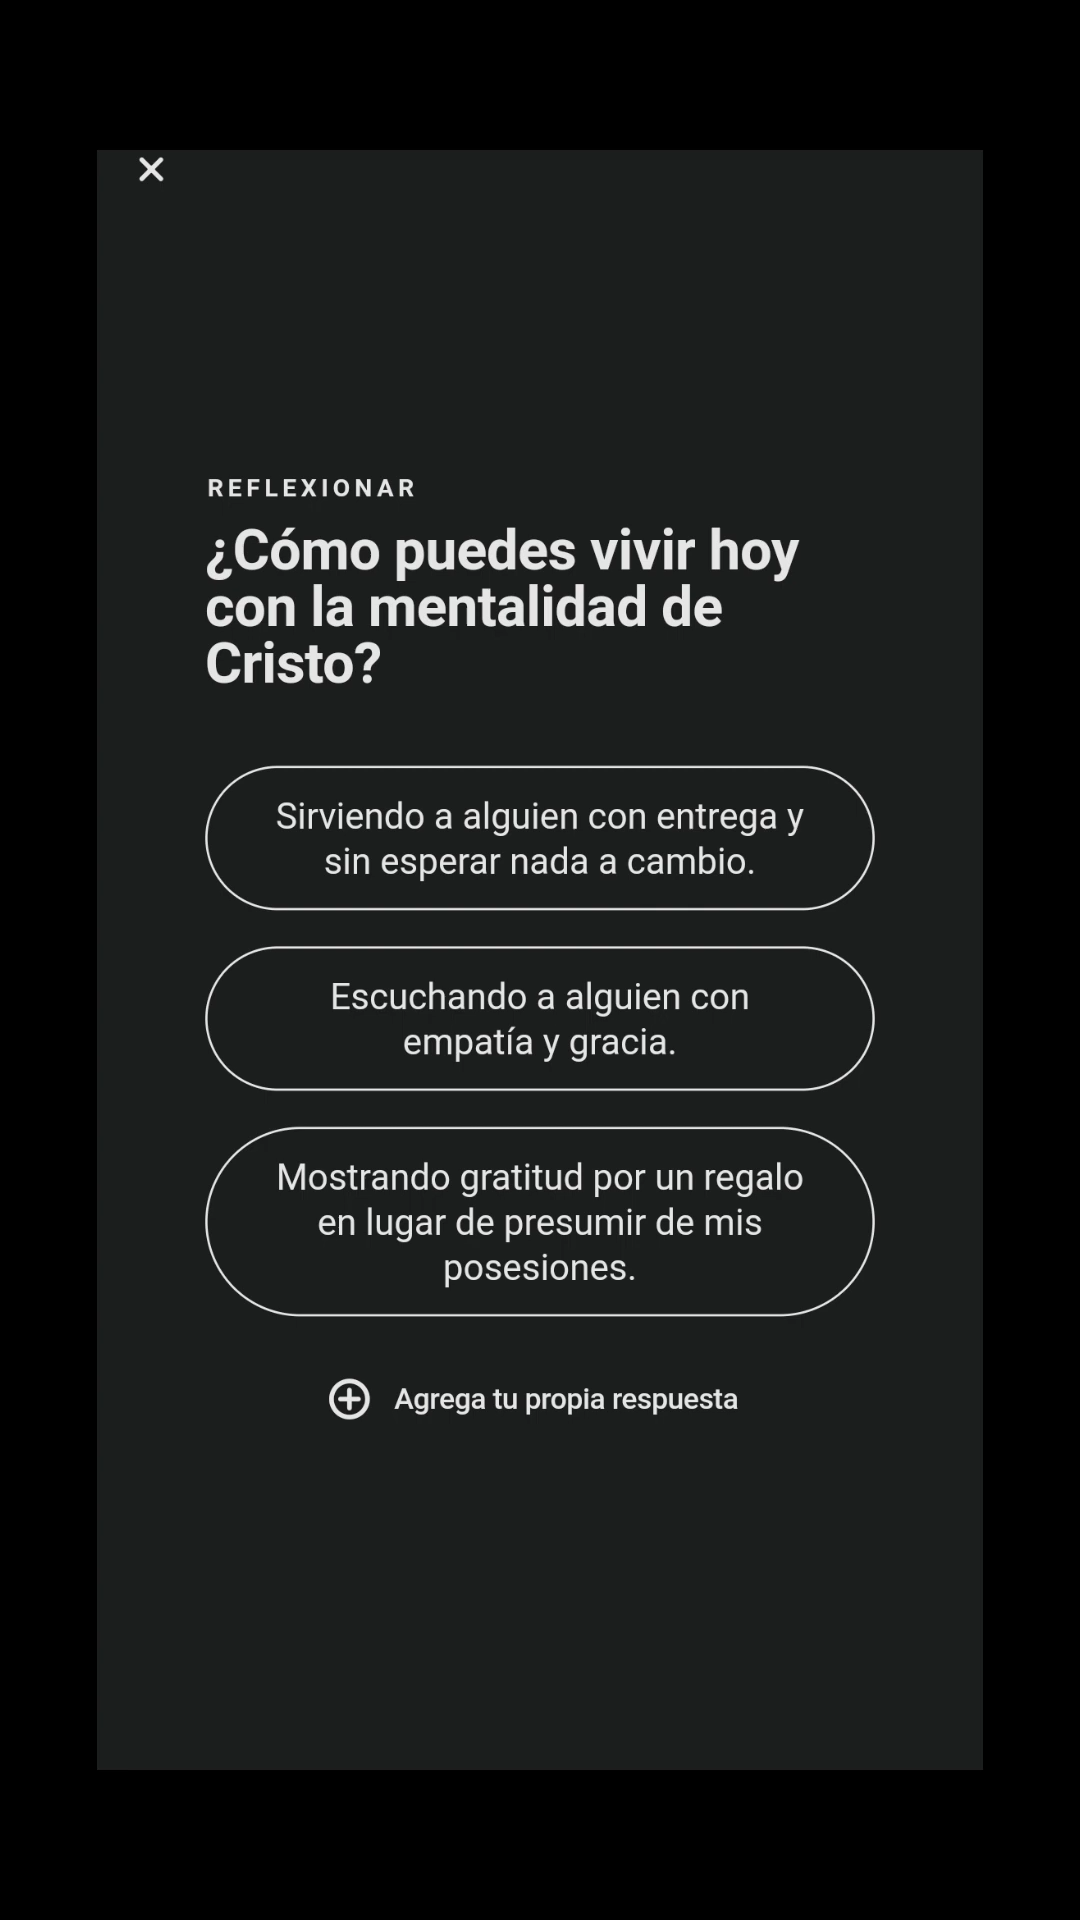 REFLEXIONAR
¿Cómo puedes vivir hoy
con la mentalidad de
Cristo?
Sirviendo a alguien con entrega y
sin esperar nada a cambio.
Escuchando a alguien con
empatía y gracia.
Mostrando gratitud por un regalo
en lugar de presumir de mis
posesiones.
Agrega tu propia respuesta